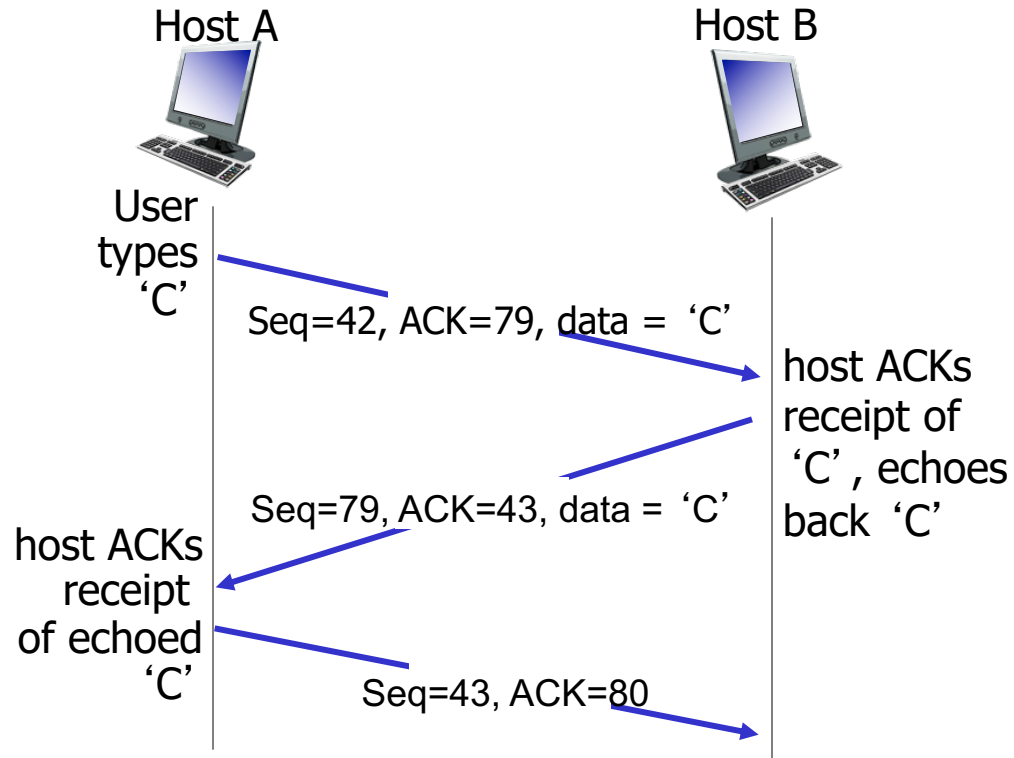 Host A
Host B
User
types
‘C’
Seq=42, ACK=79, data = ‘C’
host ACKs
receipt of
‘C’, echoes
back ‘C’
Seq=79, ACK=43, data = ‘C’
host ACKs
receipt
of echoed
‘C’
Seq=43, ACK=80